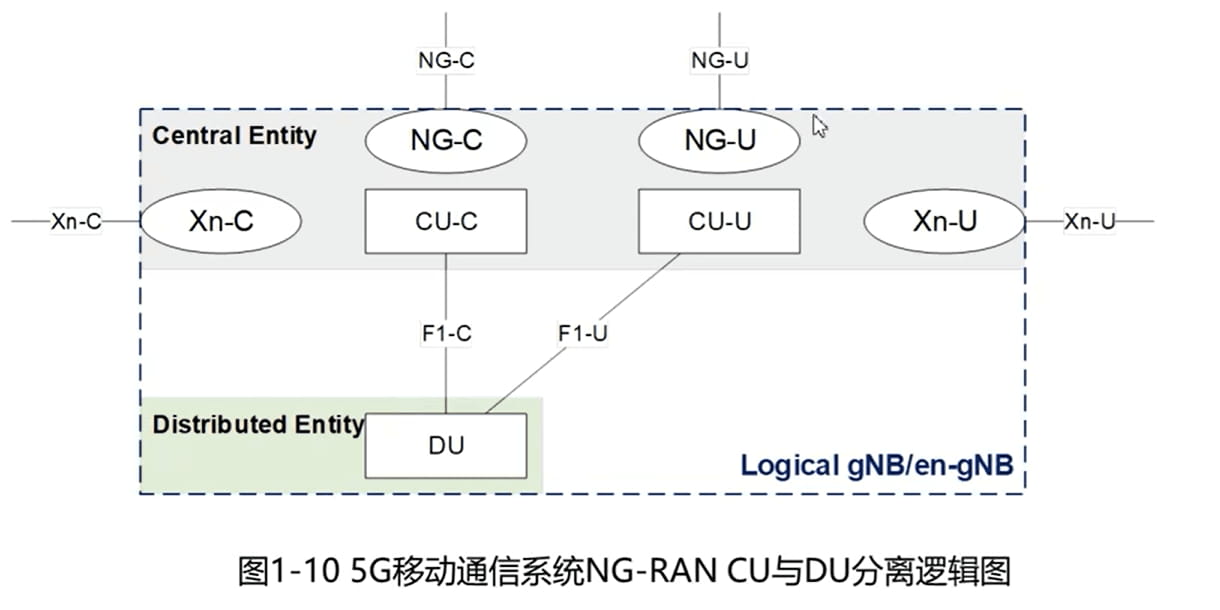 NG-C
NG-U
Central Entity
NG-C
NG-U
Xn-C
Xn-C
CU-C
CU-U
Xn-U
Xn-U
F1-C
F1-U
Distributed Entity
DU
Logical gNB/en-gNB
图1-10 5G移动通信系统NG-RAN CU与DU分离逻辑图